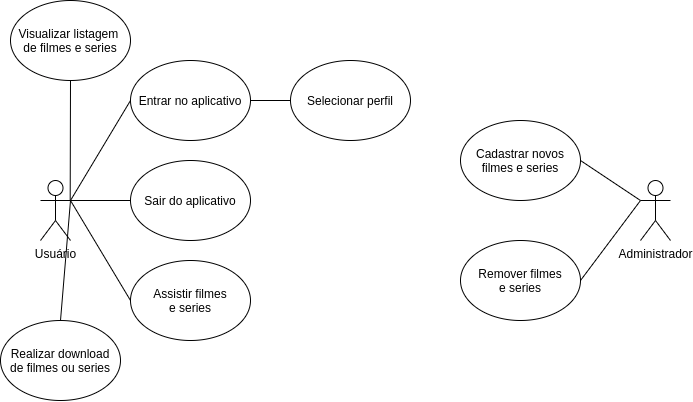 Visualizar listagem
de filmes e series
Entrar no aplicativo
Selecionar perfil
Cadastrar novos
filmes e series
Sair do aplicativo
Usuário
Administrador
Assistir filmes
e series
Remover filmes
e series
Realizar download
de filmes ou series